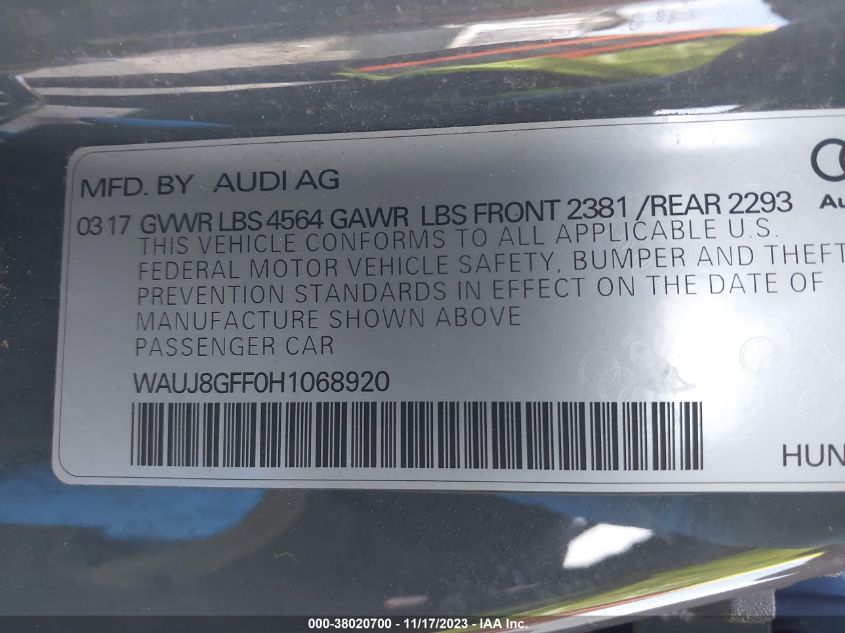 MFD. BY AUDI AG
03 17 GVWR LBS 4564 GAWR LBS FRONT 2381 /REAR 2293
THIS VEHICLE CONFORMS TO ALL APPLICABLE U.S.
FEDERAL MOTOR VEHICLE SAFETY, BUMPER AND THEFT
PREVENTION STANDARDS IN EFFECT ON THE DATE OF
MANUFACTURE SHOWN ABOVE
PASSENGER CAR
WAUJ8GFF0H1068920
000-38020700 - 11/17/2023 - IAA Inc.